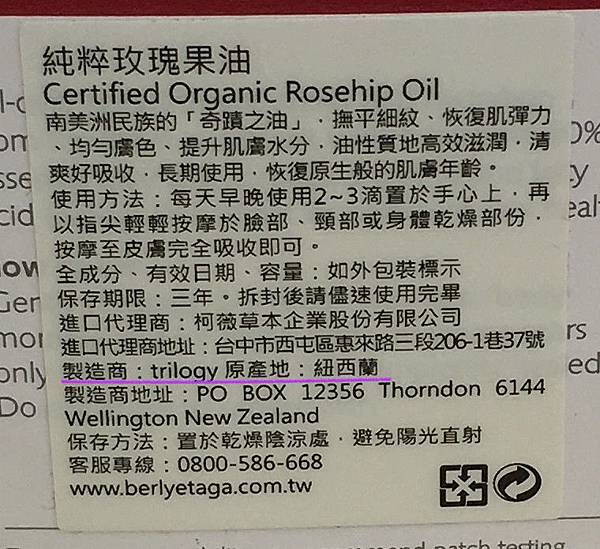 純粹玫瑰果油
Certified Organic Rosehip Oil
南美洲民族的「奇蹟之油」，撫平細紋、恢復肌彈力
、均勻膚色、提升肌膚水分，油性質地高效滋潤，清
爽好吸收，長期使用，恢復原生般的肌膚年齡。
使用方法：每天早晚使用2~3滴置於手心上，再
以指尖輕輕按摩於臉部、頸部或身體乾燥部份，
按摩至皮膚完全吸收即可。
全成分、有效日期、容量：如外包裝標示
保存期限：三年。拆封後請儘速使用完畢
進口代理商：柯薇草本企業股份有限公司
進口代理商地址：台中市西屯區惠來路三段206-1巷37號
製造商：trilogy 原產地：紐西蘭
製造商地址：PO BOX 12356 Thorndon 6144
Wellington New Zealand
保存方法：置於乾燥陰涼處，避免陽光直射
客服專線：0800-586-668
www.berlyetaga.com.tw